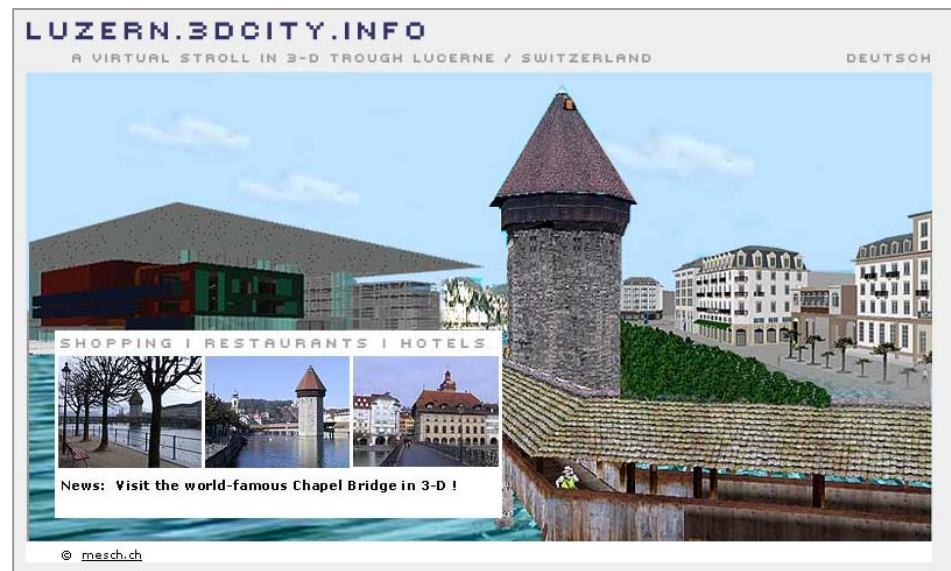 LUZERN.3DCITY.INFO
A VIRTUAL STROLL IN 3-D TROUGH LUCERNE / SWITZERLAND DEUTSCH
SHOPPING | RESTAURANTS | HOTELS
News: Visit the world-famous Chapel Bridge in 3-D !
© mesch.ch